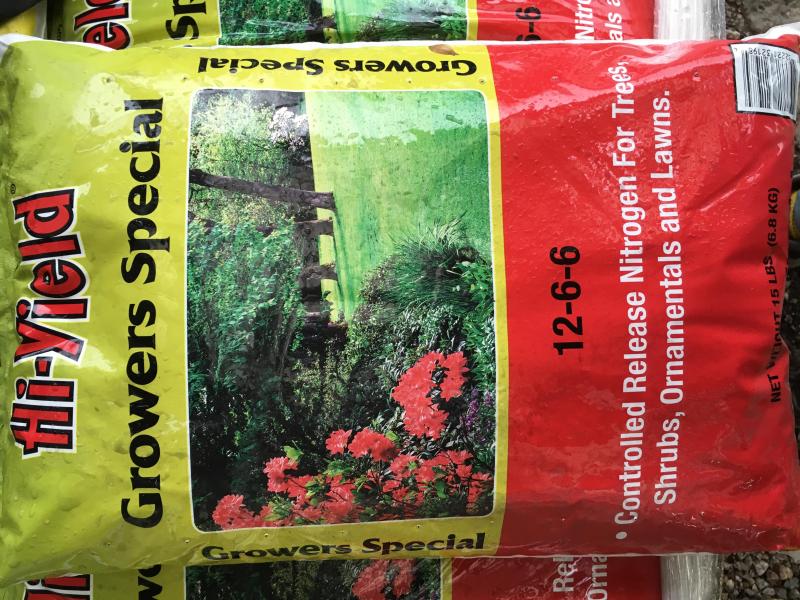 Hi-Yield®
Growers Special
Growers Special
Growers Special
12-6-6
• Controlled Release Nitrogen For Trees,
Shrubs, Ornamentals and Lawns.
NET WEIGHT 15 LBS (6.8 KG)